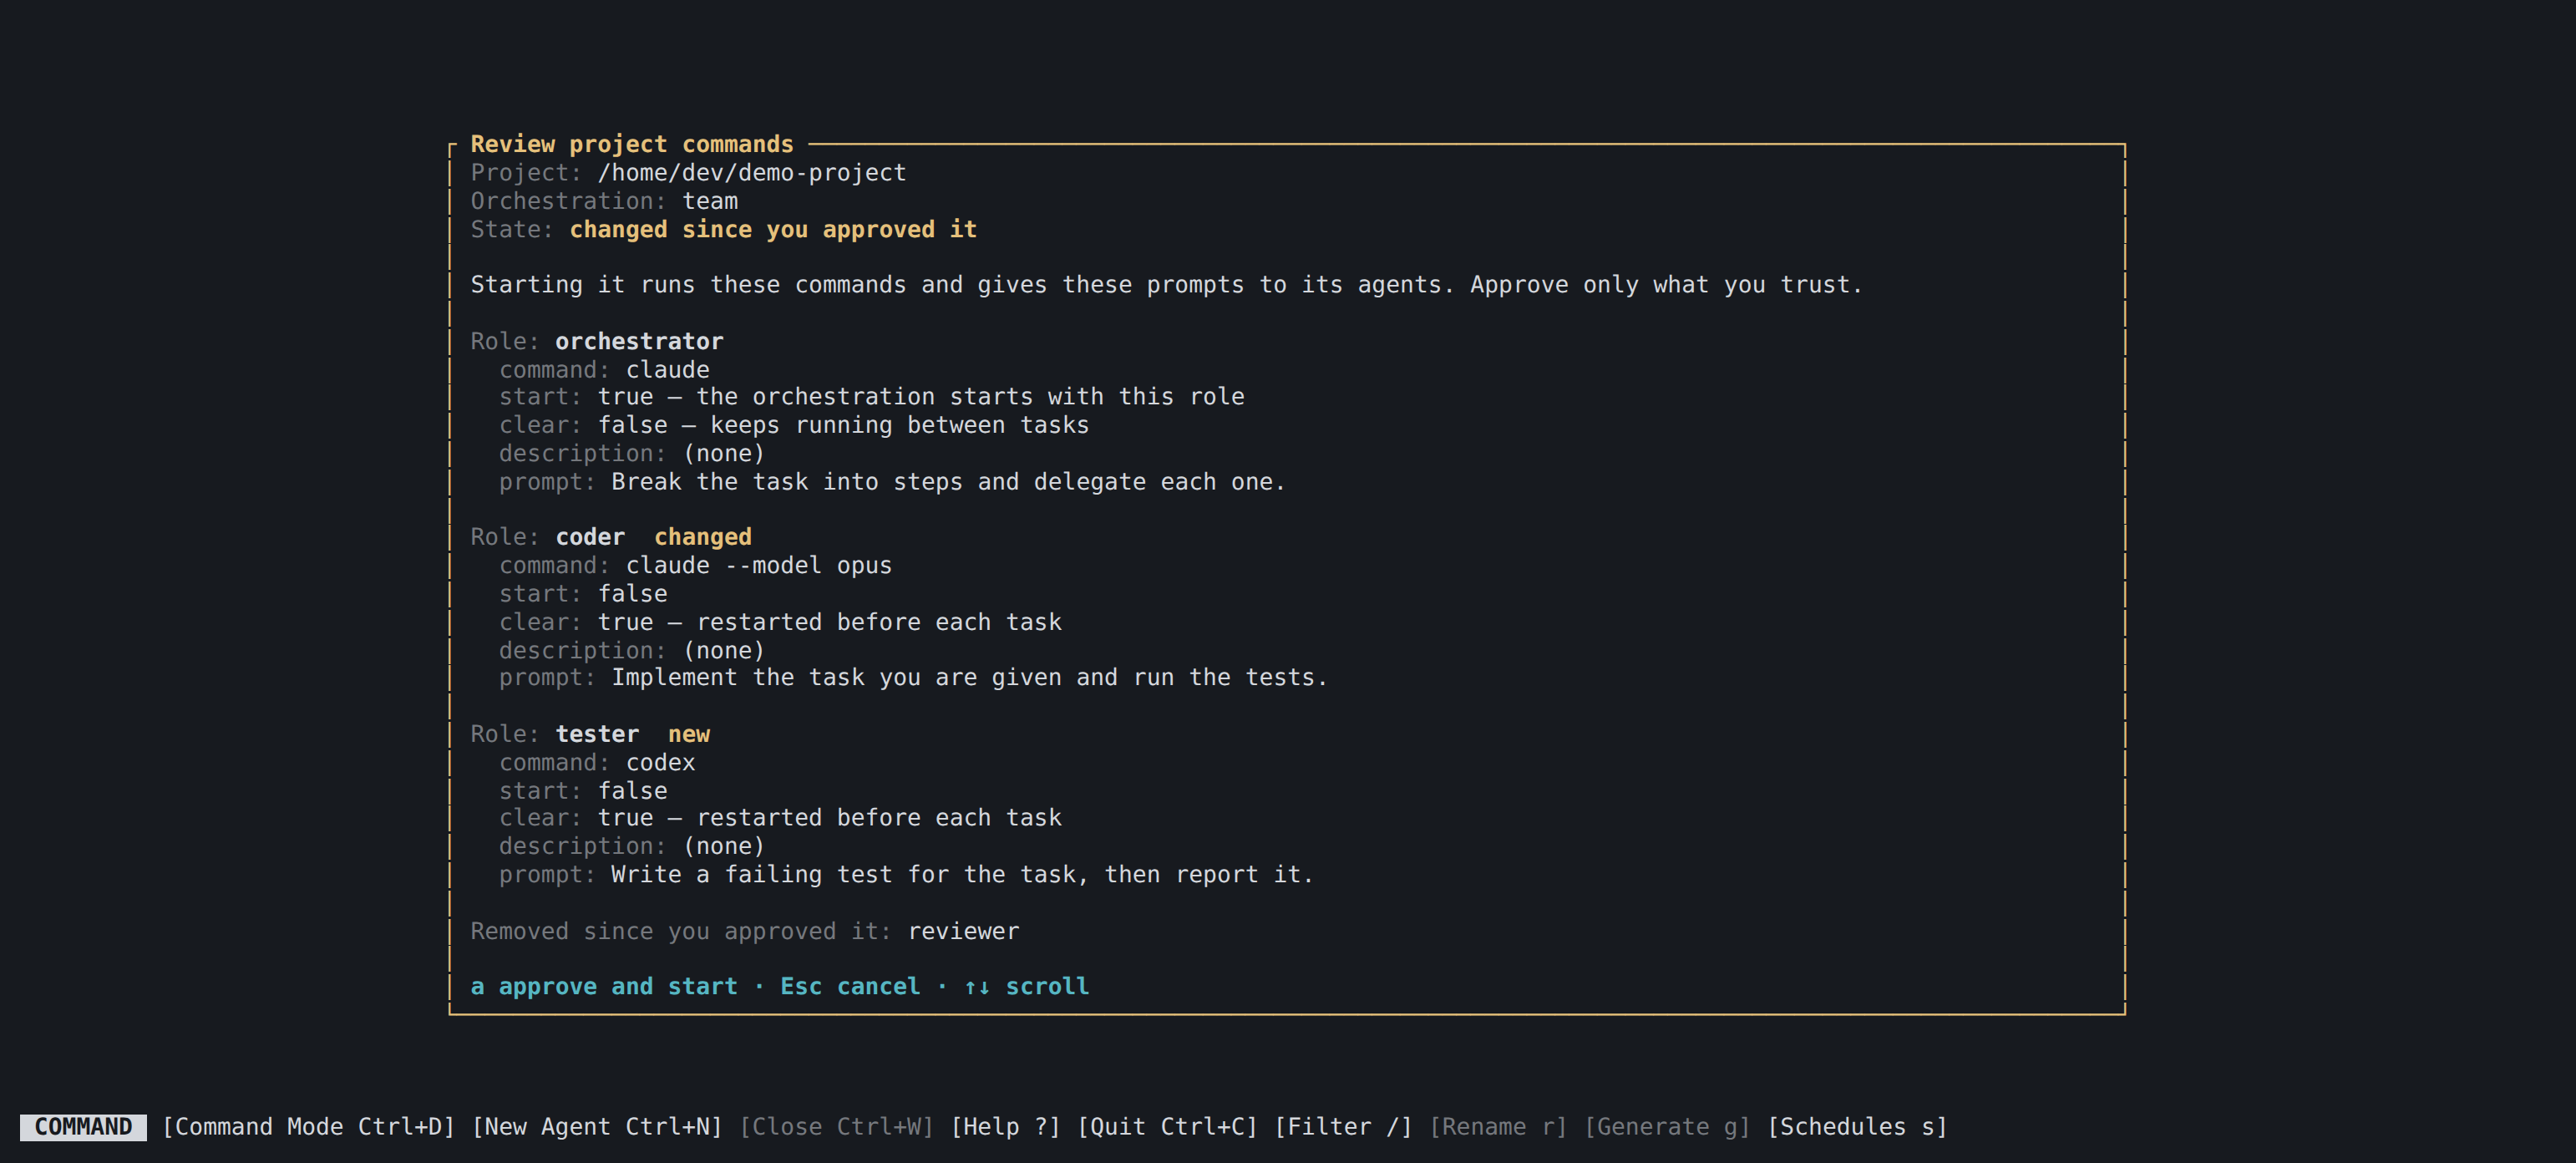 Review project commands
Project: /home/dev/demo-project
Orchestration: team
State: changed since you approved it
Starting it runs these commands and gives these prompts to its agents. Approve only what you trust.
Role: orchestrator
command: claude
start: true — the orchestration starts with this role
clear: false — keeps running between tasks
description: (none)
prompt: Break the task into steps and delegate each one.
Role: coder  changed
command: claude --model opus
start: false
clear: true — restarted before each task
description: (none)
prompt: Implement the task you are given and run the tests.
Role: tester  new
command: codex
start: false
clear: true — restarted before each task
description: (none)
prompt: Write a failing test for the task, then report it.
Removed since you approved it: reviewer
a approve and start · Esc cancel · ↑↓ scroll
COMMAND [Command Mode Ctrl+D] [New Agent Ctrl+N] [Close Ctrl+W] [Help ?] [Quit Ctrl+C] [Filter /] [Rename r] [Generate g] [Schedules s]